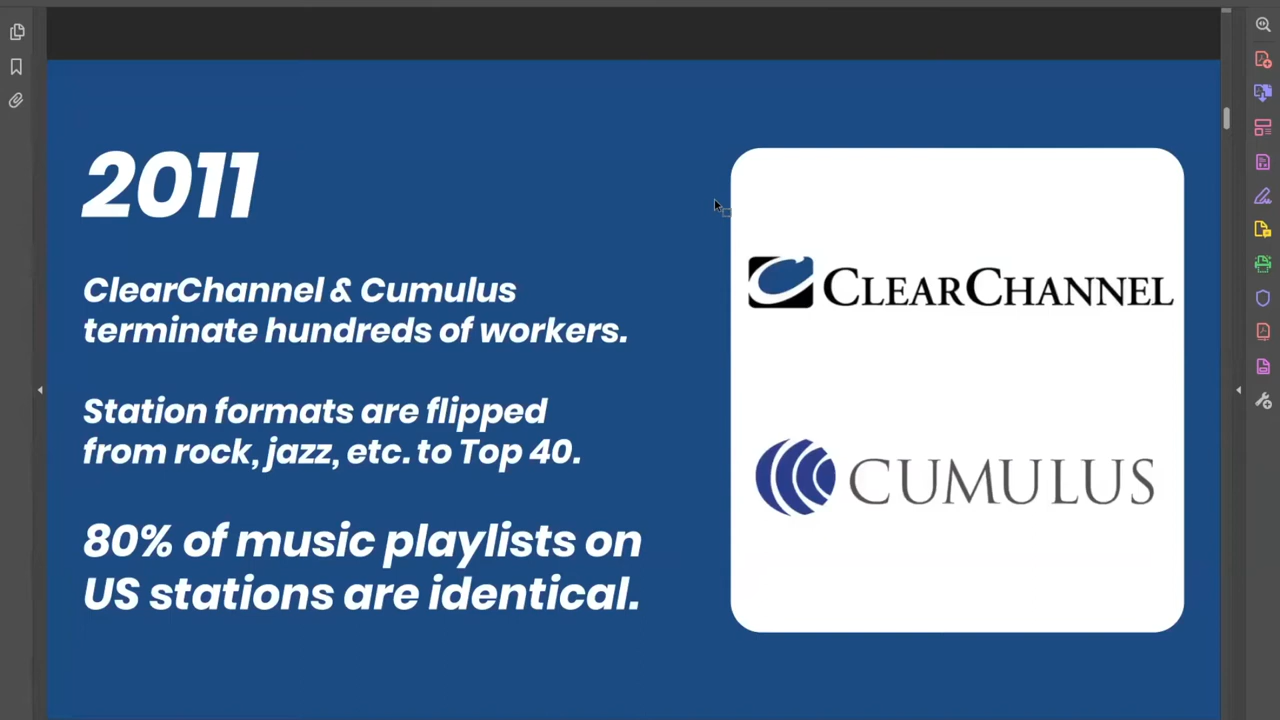 2011
ClearChannel & Cumulus
terminate hundreds of workers.
Station formats are flipped
from rock, jazz, etc. to Top 40.
80% of music playlists on
US stations are identical.
CLEARCHANNEL
CUMULUS